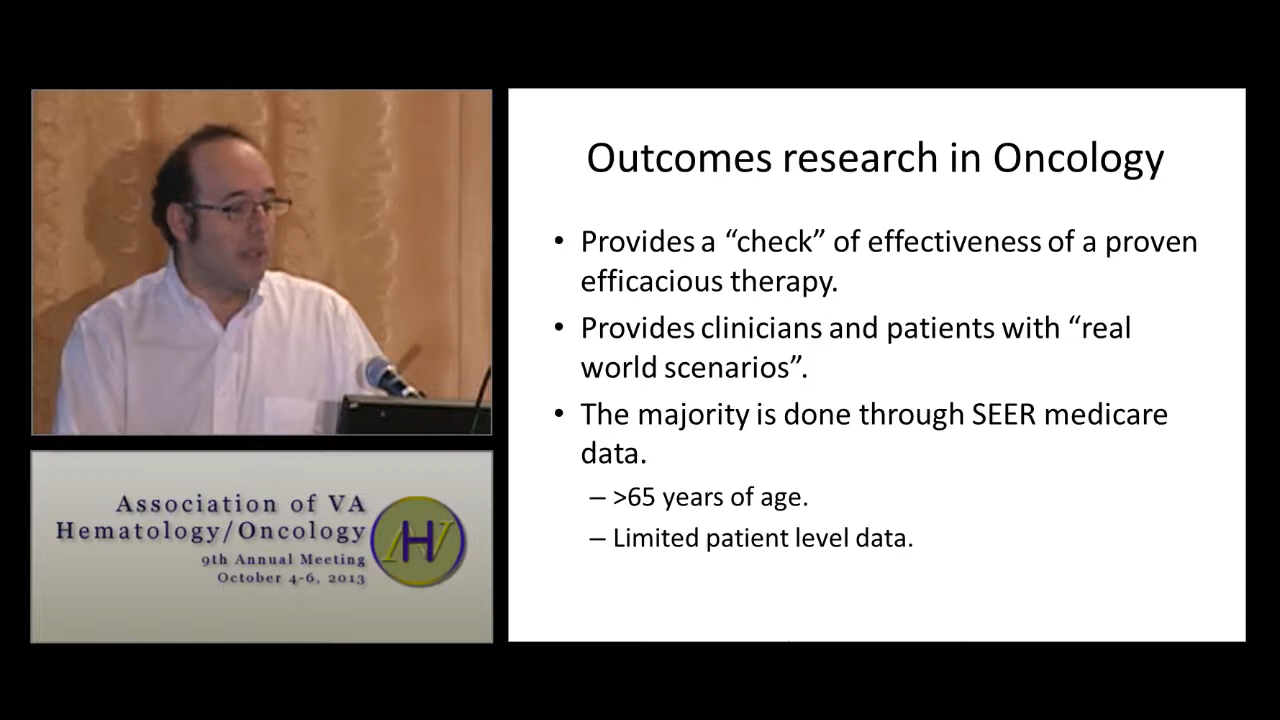 Outcomes research in Oncology
• Provides a “check” of effectiveness of a proven
efficacious therapy.
• Provides clinicians and patients with “real
world scenarios”.
• The majority is done through SEER medicare
data.
– >65 years of age.
– Limited patient level data.
Association of VA
Hematology/Oncology
9th Annual Meeting
October 4-6, 2013
AHV